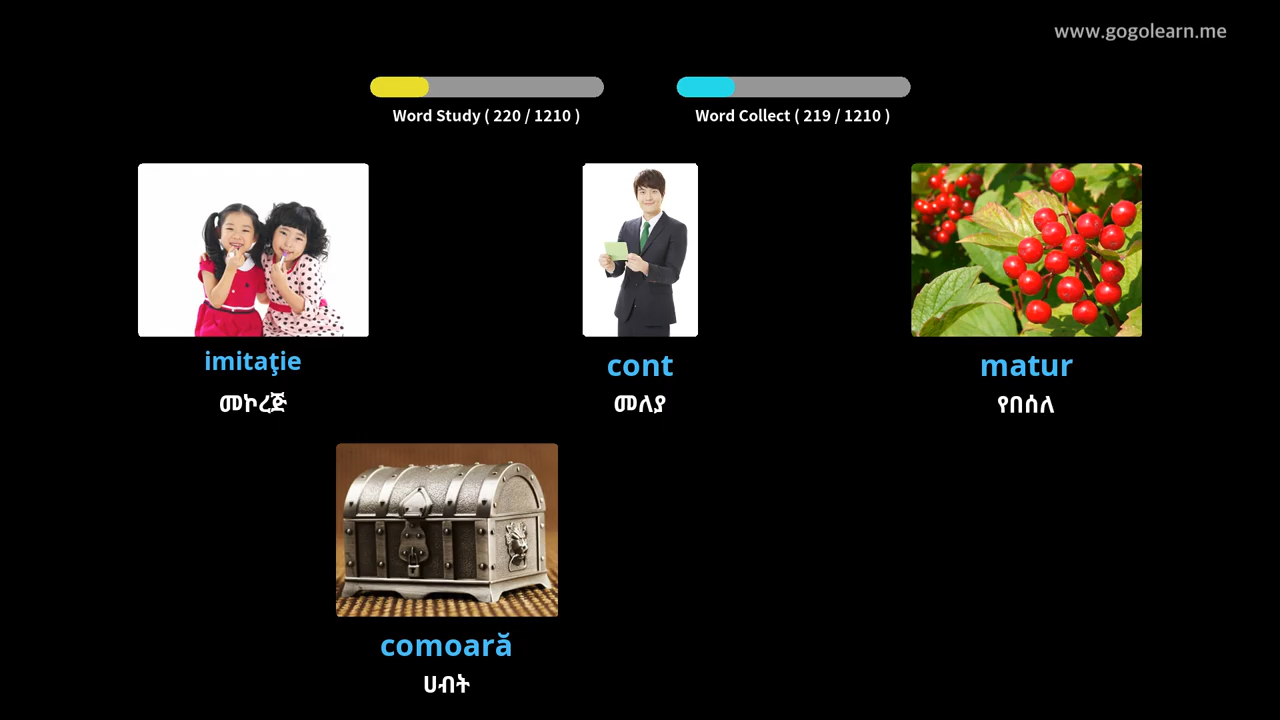 www.gogolearn.me
Word Study ( 220 / 1210 )
Word Collect ( 219 / 1210 )
imitaţie
cont
matur
መኮረጅ
መለያ
የበሰለ
comoară
ሀብት